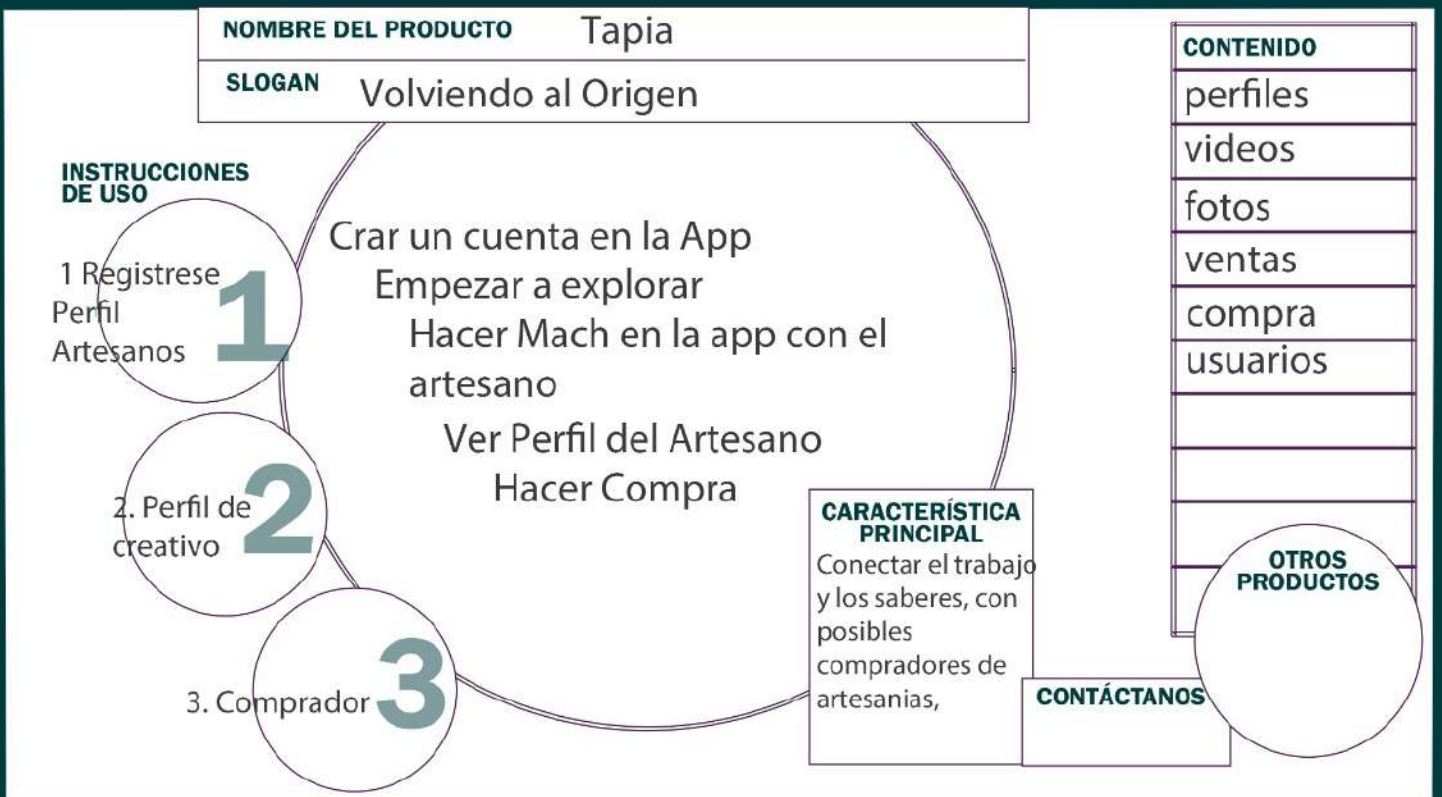 NOMBRE DEL PRODUCTO Tapia
SLOGAN Volviendo al Origen
INSTRUCCIONES
DE USO
1 Registrese
Perfil
Artesanos
1
2. Perfil de
creativo
2
3. Comprador
3
Crar un cuenta en la App
Empezar a explorar
Hacer Mach en la app con el
artesano
Ver Perfil del Artesano
Hacer Compra
CARACTERÍSTICA
PRINCIPAL
Conectar el trabajo
y los saberes, con
posibles
compradores de
artesanias,
CONTÁCTANOS
CONTENIDO
perfiles
videos
fotos
ventas
compra
usuarios
OTROS
PRODUCTOS